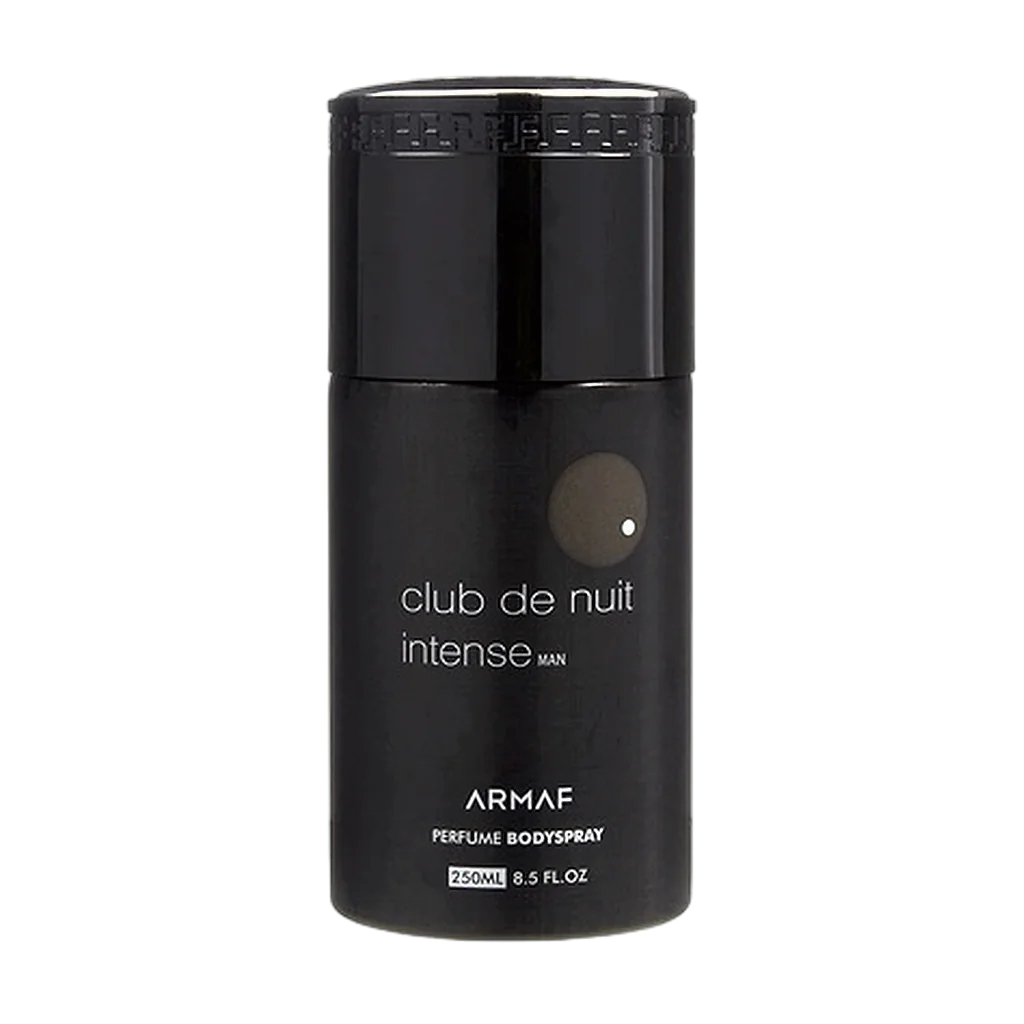 club de nuit
intense MAN
ARMAF
PERFUME BODYSPRAY
250ML 8.5 FL.OZ